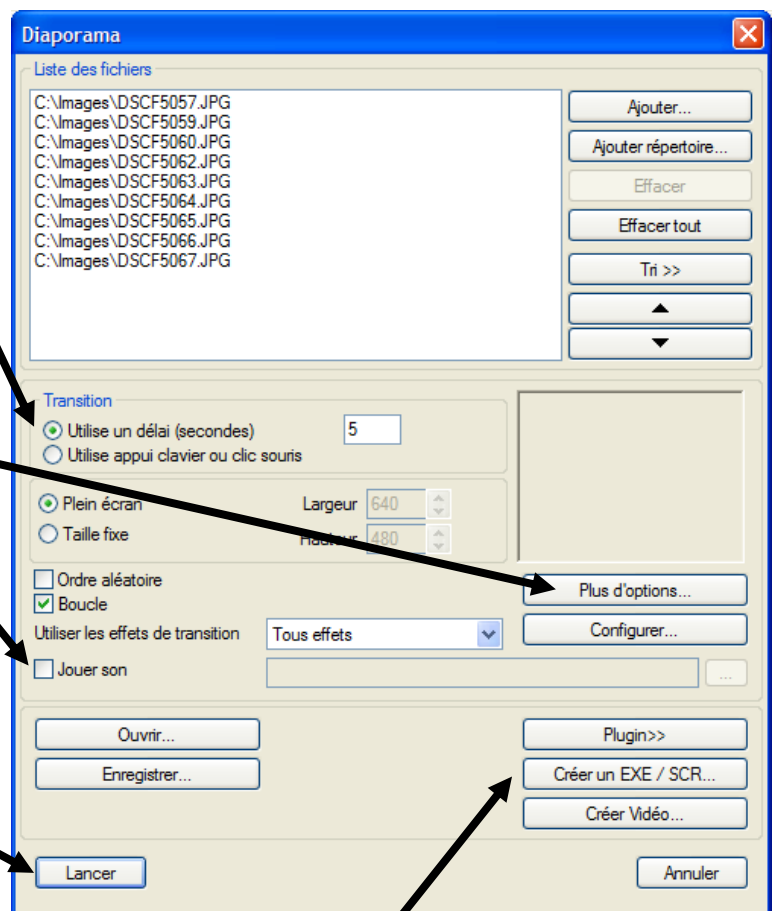 Diaporama
Liste des fichiers
C:\Images\DSCF5057.JPG
C:\Images\DSCF5059.JPG
C:\Images\DSCF5060.JPG
C:\Images\DSCF5062.JPG
C:\Images\DSCF5063.JPG
C:\Images\DSCF5064.JPG
C:\Images\DSCF5065.JPG
C:\Images\DSCF5066.JPG
C:\Images\DSCF5067.JPG
Ajouter...
Ajouter répertoire...
Effacer
Effacer tout
Tri >>
Transition
Utilise un délai (secondes) 5
Utilise appui clavier ou clic souris
Plein écran
Largeur 640
Taille fixe
Hauteur 480
Ordre aléatoire
Boucle
Utiliser les effets de transition Tous effets
Jouer son
...
Plus d'options...
Configurer...
Ouvrir...
Enregistrer...
Plugin>>
Créer un EXE / SCR...
Créer Vidéo...
Lancer
Annuler